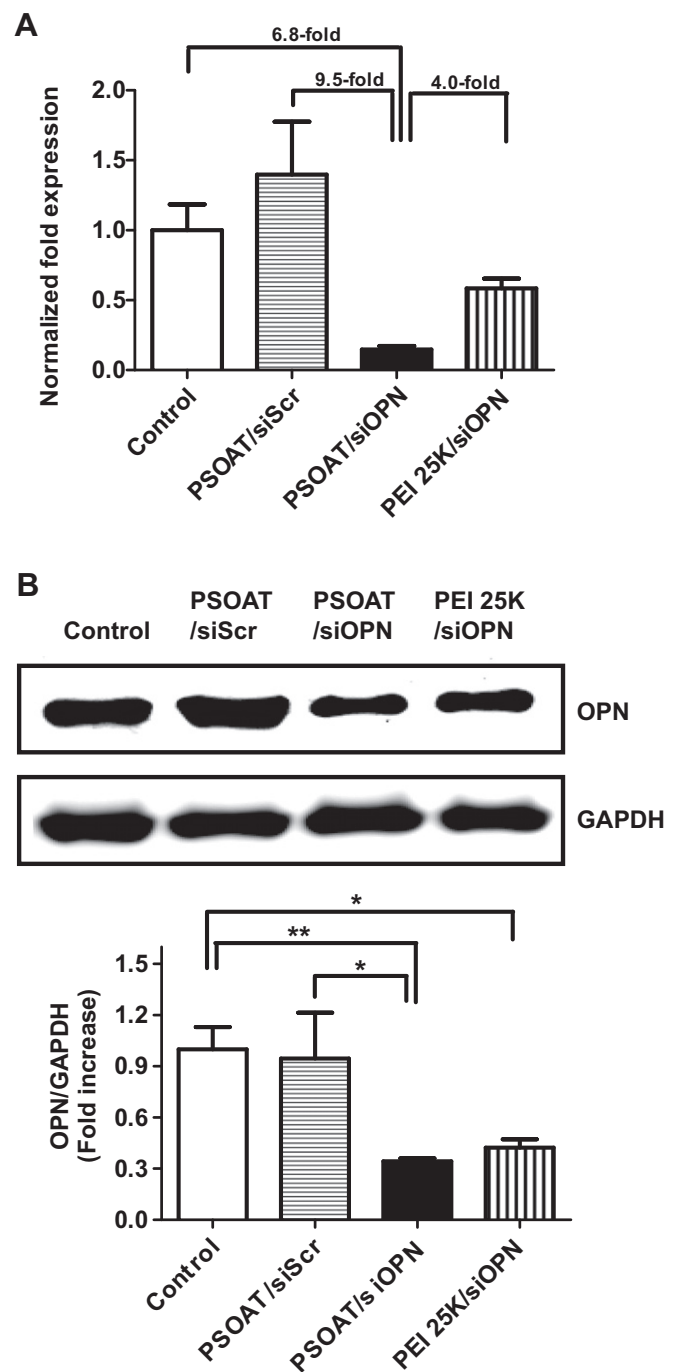 A
6.8-fold
9.5-fold
4.0-fold
Normalized fold expression
2.0
1.5
1.0
0.5
0.0
Control
PSOAT/siScr
PSOAT/siOPN
PEI 25K/siOPN
B
Control
PSOAT
/siScr
PSOAT
/siOPN
PEI 25K
/siOPN
OPN
GAPDH
*
**
*
OPN/GAPDH
(Fold increase)
1.5
1.2
0.9
0.6
0.3
0.0
Control
PSOAT/siScr
PSOAT/s iOPN
PEI 25K/siOPN